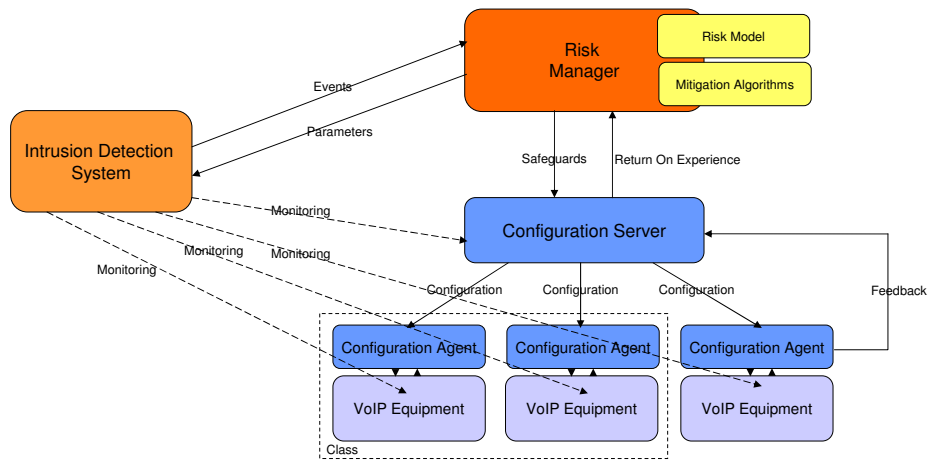 Risk
Manager
Risk Model
Mitigation Algorithms
Events
Parameters
Intrusion Detection
System
Safeguards
Return On Experience
Monitoring
Monitoring
Monitoring
Monitoring
Configuration Server
Configuration
Configuration
Configuration
Feedback
Configuration Agent
Configuration Agent
Configuration Agent
VoIP Equipment
VoIP Equipment
VoIP Equipment
Class